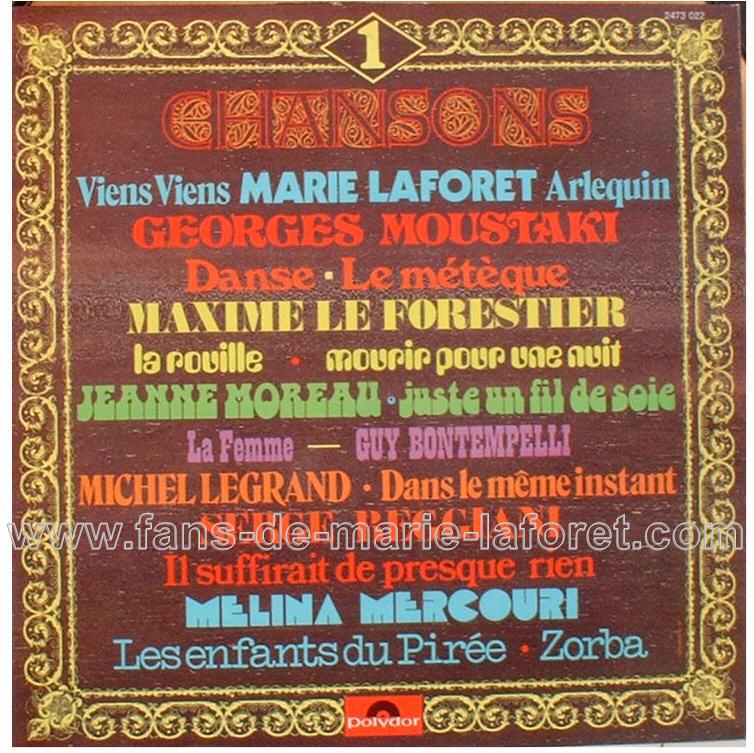 2473 022
1
CHANSONS
Viens Viens MARIE LAFORET Arlequin
GEORGES MOUSTAKI
Danse · Le métèque
MAXIME LE FORESTIER
la rouille · mourir pour une nuit
JEANNE MOREAU · juste un fil de soie
La Femme — GUY BONTEMPELLI
MICHEL LEGRAND · Dans le même instant
www.fans-de-marie-laforet.com
SERGE REGGIANI
Il suffirait de presque rien
MELINA MERCOURI
Les enfants du Pirée · Zorba
polydor